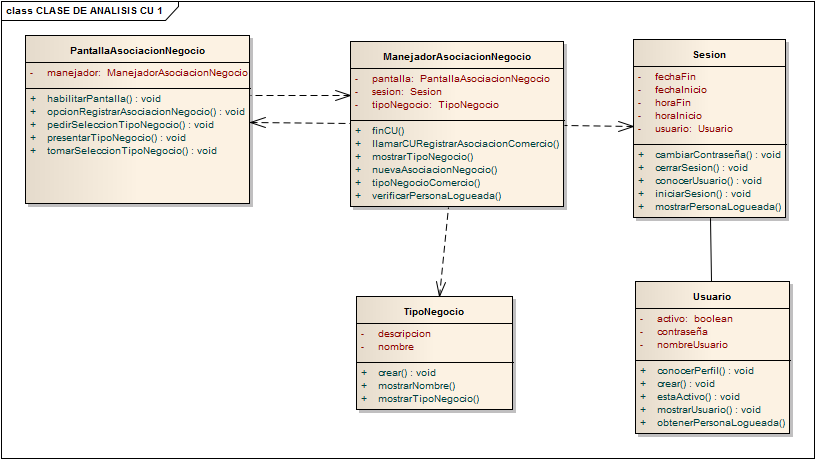 class CLASE DE ANALISIS CU 1
PantallaAsociacionNegocio
- manejador: ManejadorAsociacionNegocio
+ habilitarPantalla() : void
+ opcionRegistrarAsociacionNegocio() : void
+ pedirSeleccionTipoNegocio() : void
+ presentarTipoNegocio() : void
+ tomarSeleccionTipoNegocio() : void
ManejadorAsociacionNegocio
- pantalla: PantallaAsociacionNegocio
- sesion: Sesion
- tipoNegocio: TipoNegocio
+ finCU()
+ llamarCURegistrarAsociacionComercio()
+ mostrarTipoNegocio()
+ nuevaAsociacionNegocio()
+ tipoNegocioComercio()
+ verificarPersonaLogueada()
Sesion
- fechaFin
- fechaInicio
- horaFin
- horaInicio
- usuario: Usuario
+ cambiarContraseña() : void
+ cerrarSesion() : void
+ conocerUsuario() : void
+ iniciarSesion() : void
+ mostrarPersonaLogueada()
TipoNegocio
- descripcion
- nombre
+ crear() : void
+ mostrarNombre()
+ mostrarTipoNegocio()
Usuario
- activo: boolean
- contraseña
- nombreUsuario
+ conocerPerfil() : void
+ crear() : void
+ estaActivo() : void
+ mostrarUsuario() : void
+ obtenerPersonaLogueada()